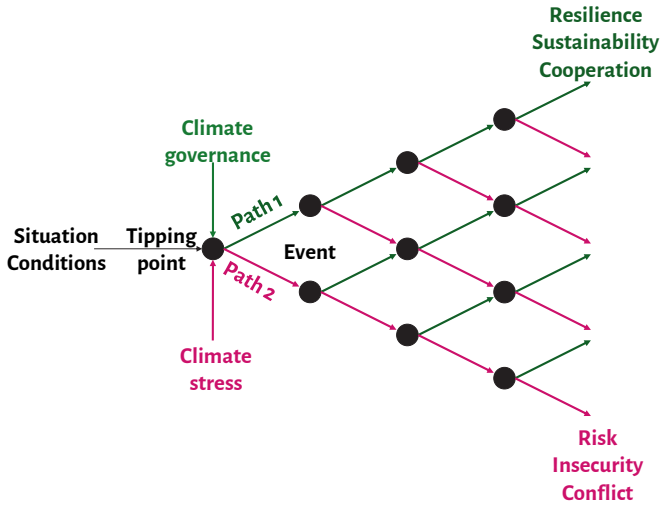 Resilience
Sustainability
Cooperation
Climate
governance
Path 1
Situation
Conditions
Tipping
point
Event
Path 2
Climate
stress
Risk
Insecurity
Conflict